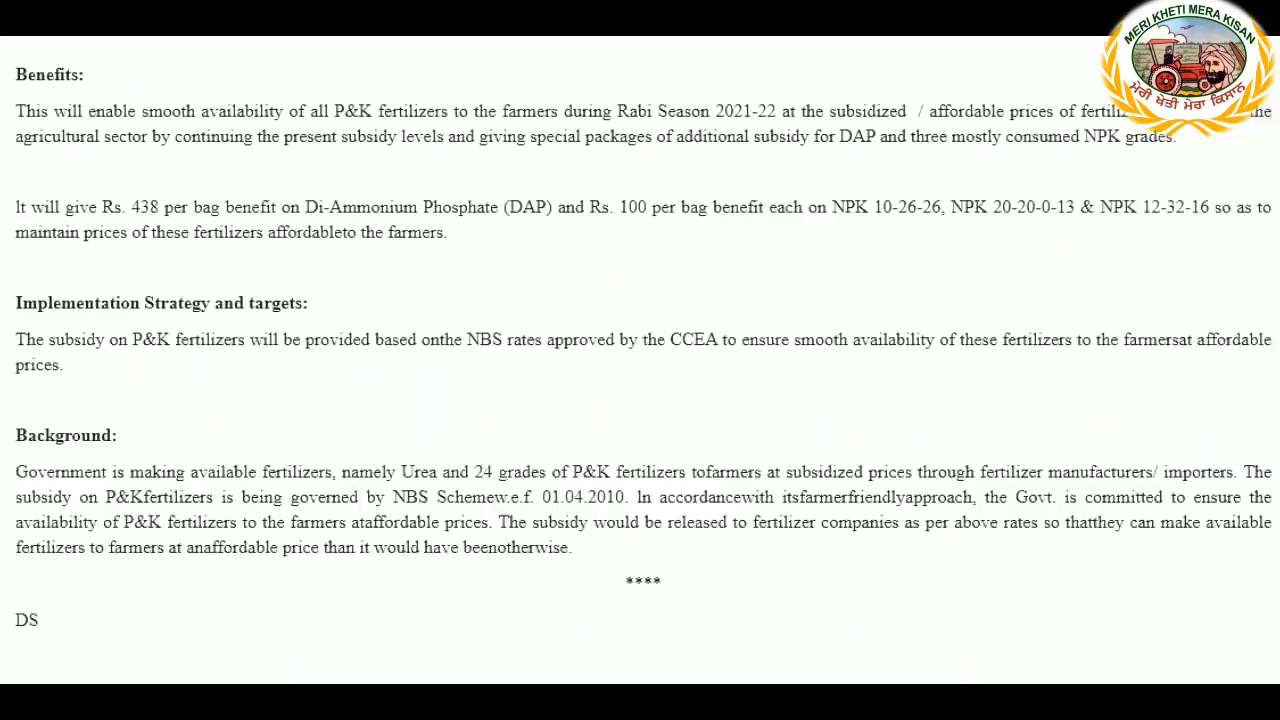 MERI KHETI MERA KISAN
ਮੇਰੀ ਖੇਤੀ ਮੇਰਾ ਕਿਸਾਨ
Benefits:
This will enable smooth availability of all P&K fertilizers to the farmers during Rabi Season 2021-22 at the subsidized / affordable prices of
agricultural sector by continuing the present subsidy levels and giving special packages of additional subsidy for DAP and three mostly consumed NPK grades.
It will give Rs. 438 per bag benefit on Di-Ammonium Phosphate (DAP) and Rs. 100 per bag benefit each on NPK 10-26-26, NPK 20-20-0-13 & NPK 12-32-16 so as to
maintain prices of these fertilizers affordableto the farmers.
Implementation Strategy and targets:
The subsidy on P&K fertilizers will be provided based onthe NBS rates approved by the CCEA to ensure smooth availability of these fertilizers to the farmersat affordable
prices.
Background:
Government is making available fertilizers, namely Urea and 24 grades of P&K fertilizers tofarmers at subsidized prices through fertilizer manufacturers/ importers. The
subsidy on P&Kfertilizers is being governed by NBS Schemew.e.f. 01.04.2010. In accordancewith itsfarmerfriendlyapproach, the Govt. is committed to ensure the
availability of P&K fertilizers to the farmers ataffordable prices. The subsidy would be released to fertilizer companies as per above rates so thatthey can make available
fertilizers to farmers at anaffordable price than it would have beenotherwise.
****
DS